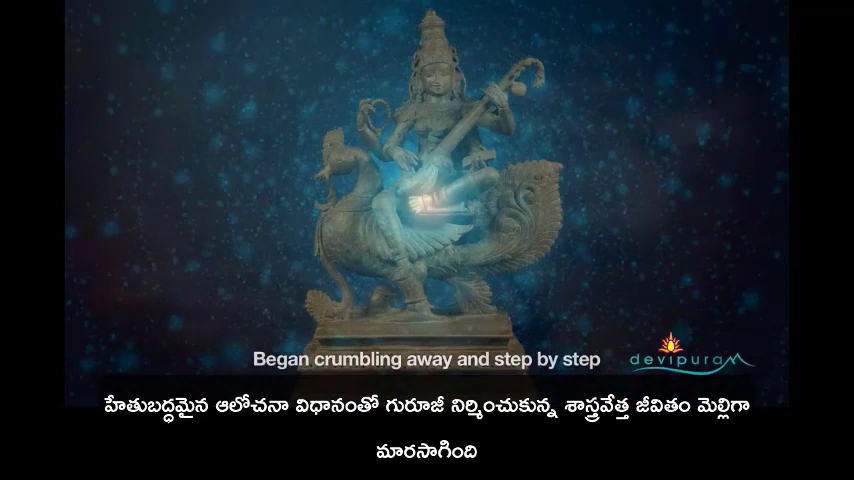 Began crumbling away and step by step
devipuram
హేతుబద్ధమైన ఆలోచనా విధానంతో గురూజీ నిర్మించుకున్న శాస్త్రవేత్త జీవితం మెల్లిగా
మారసాగింది